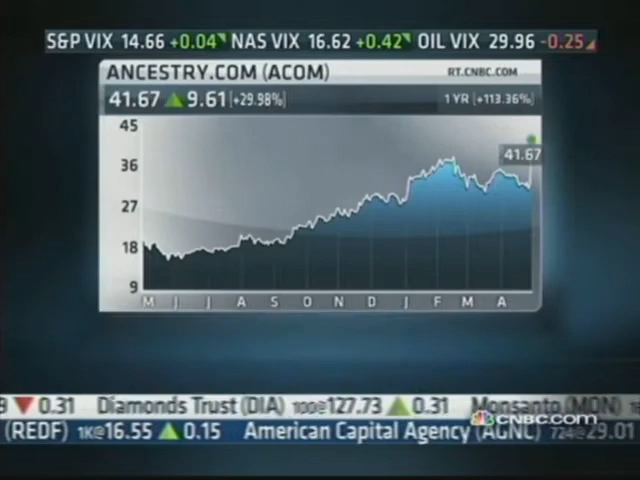 S&P VIX 14.66 +0.04 NAS VIX 16.62 +0.42 OIL VIX 29.96 -0.25
ANCESTRY.COM (ACOM) RT.CNBC.COM
41.67 9.61 (+29.98%) 1 YR (+113.36%)
45
36
41.67
27
18
9
M J J A S O N D J F M A
0.31 Diamonds Trust (DIA) 100@127.73 0.31 Monsanto (MON)
(REDF) 1K@16.55 0.15 American Capital Agency (AGNC) 724@29.01
CNBC.com